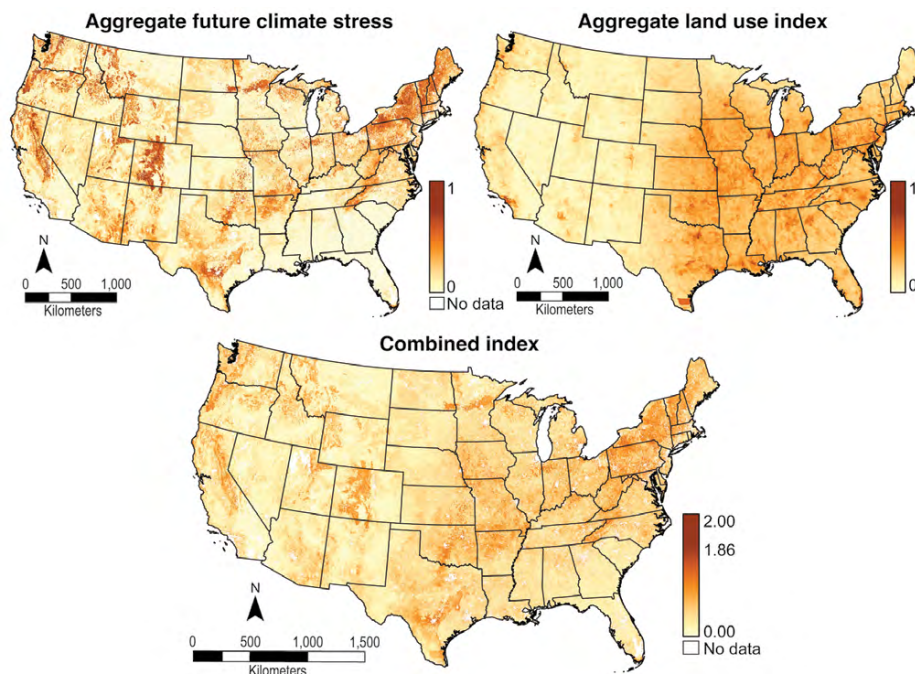 Aggregate future climate stress
Aggregate land use index
1
0
No data
N
0 500 1,000
Kilometers
1
0
N
0 500 1,000
Kilometers
Combined index
2.00
1.86
0.00
No data
N
0 500 1,000 1,500
Kilometers